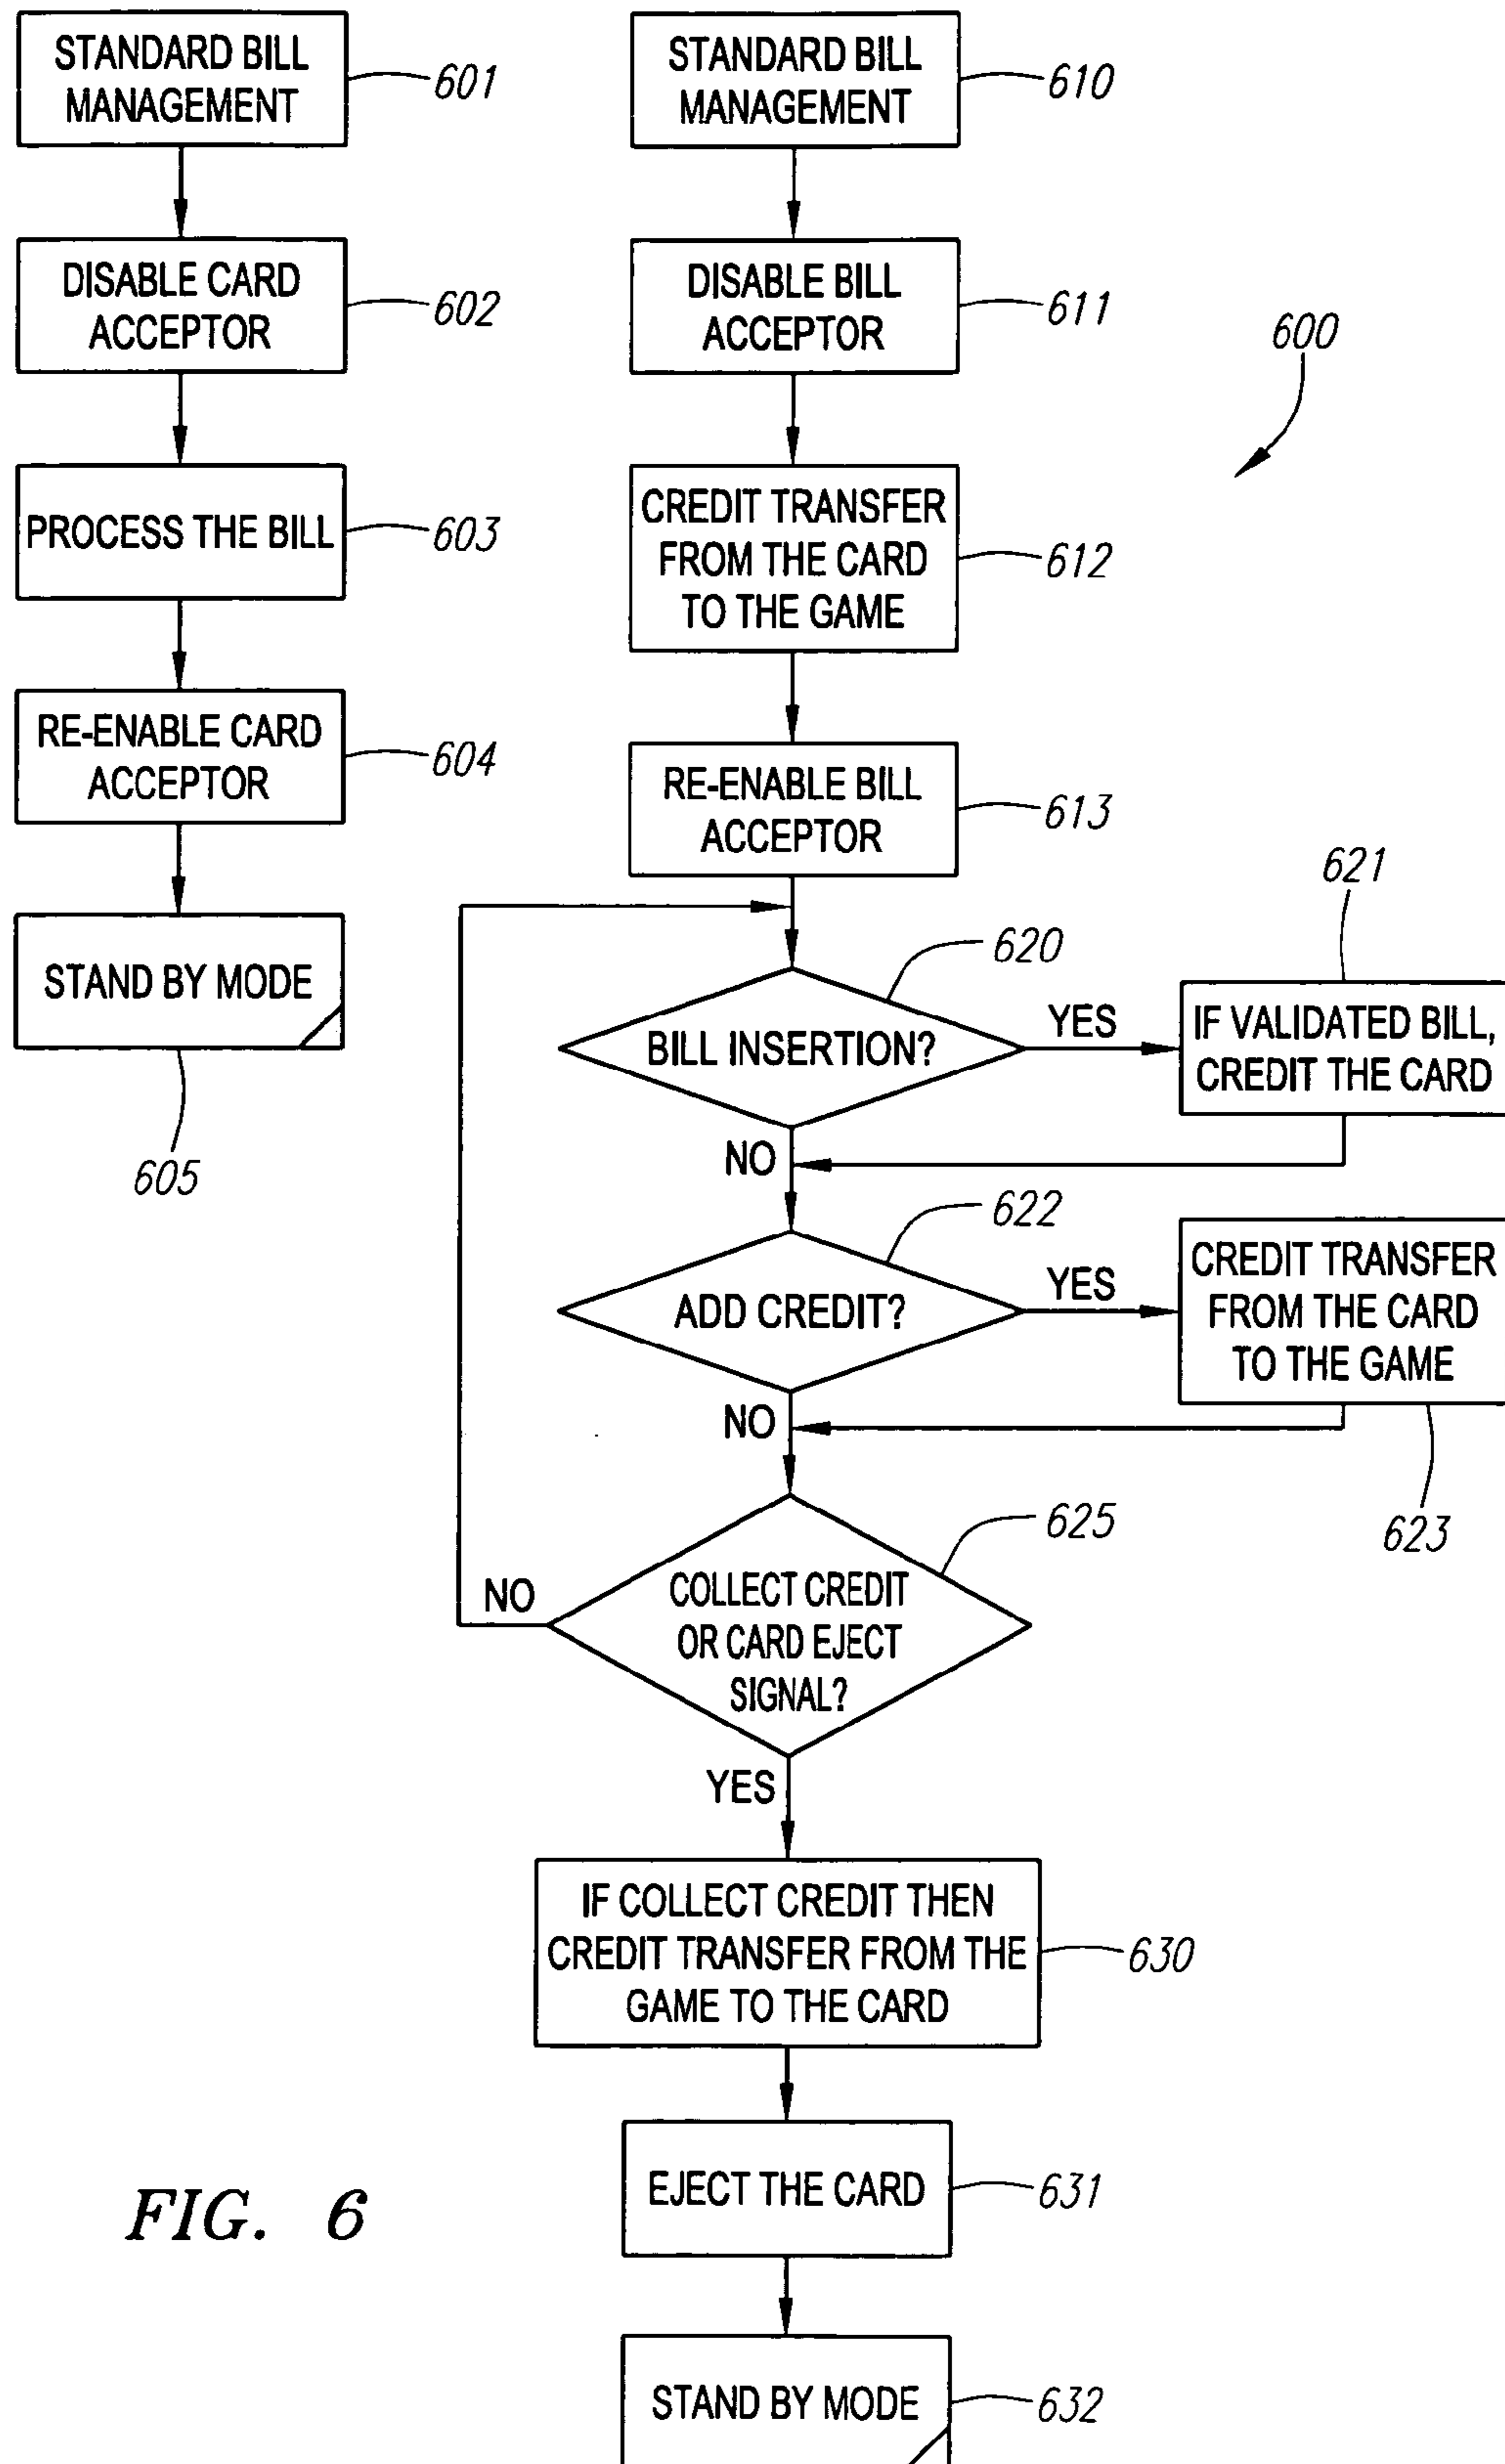 STANDARD BILL
MANAGEMENT
601
DISABLE CARD
ACCEPTOR
602
PROCESS THE BILL
603
RE-ENABLE CARD
ACCEPTOR
604
STAND BY MODE
605
STANDARD BILL
MANAGEMENT
610
DISABLE BILL
ACCEPTOR
611
600
CREDIT TRANSFER
FROM THE CARD
TO THE GAME
612
RE-ENABLE BILL
ACCEPTOR
613
BILL INSERTION?
620
YES
IF VALIDATED BILL,
CREDIT THE CARD
621
NO
ADD CREDIT?
622
YES
CREDIT TRANSFER
FROM THE CARD
TO THE GAME
623
NO
COLLECT CREDIT
OR CARD EJECT
SIGNAL?
625
NO
YES
IF COLLECT CREDIT THEN
CREDIT TRANSFER FROM THE
GAME TO THE CARD
630
EJECT THE CARD
631
STAND BY MODE
632
FIG. 6